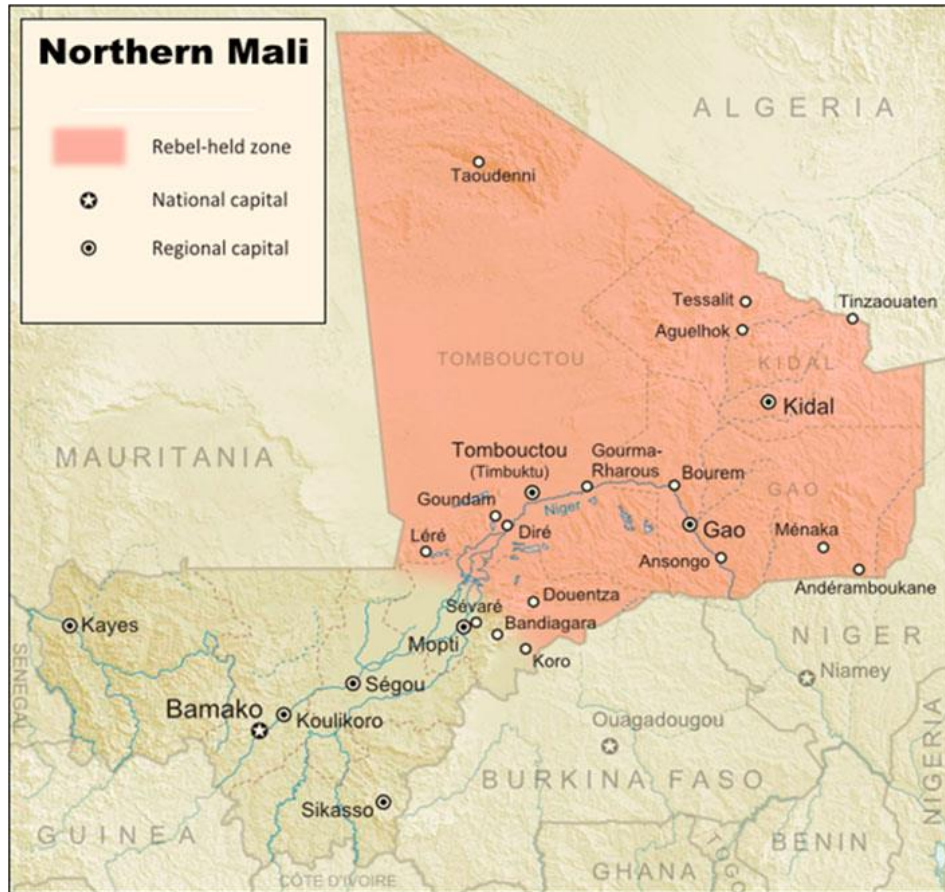 Northern Mali
Rebel-held zone
National capital
Regional capital
ALGERIA
Taoudenni
Tessalit
Tinzaouaten
Aguelhok
TOMBOUCTOU
KIDAL
Kidal
MAURITANIA
Tombouctou
(Timbuktu)
Gourma-
Rharous
Bourem
Goundam
Niger
GAO
Gao
Léré
Diré
Ménaka
Ansongo
Andéramboukane
Douentza
Sévaré
Bandiagara
Mopti
Kayes
Koro
NIGER
Niamey
SENEGAL
Ségou
Bamako
Koulikoro
Ouagadougou
BURKINA FASO
NIGERIA
Sikasso
GUINEA
BENIN
GHANA
TOG
CÔTE D'IVOIRE